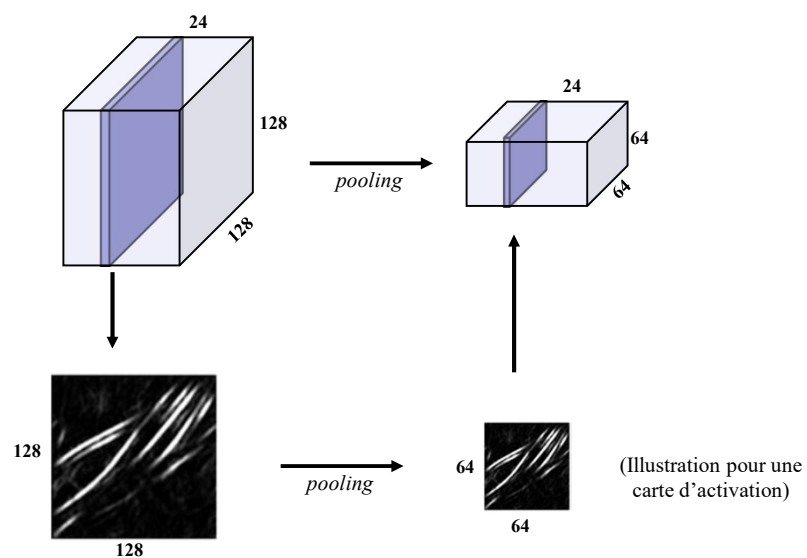 24
128
128
pooling
24
64
64
128
128
pooling
64
64
(Illustration pour une
carte d’activation)